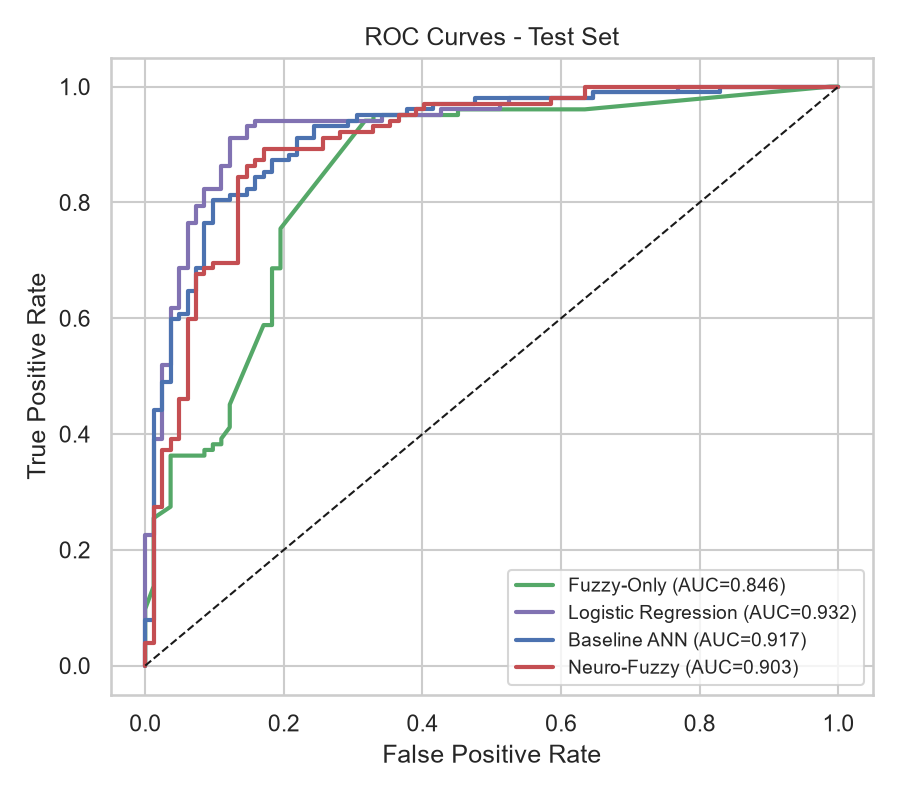 ROC Curves - Test Set
True Positive Rate
1.0
0.8
0.6
0.4
0.2
0.0
Fuzzy-Only (AUC=0.846)
Logistic Regression (AUC=0.932)
Baseline ANN (AUC=0.917)
Neuro-Fuzzy (AUC=0.903)
0.0 0.2 0.4 0.6 0.8 1.0
False Positive Rate